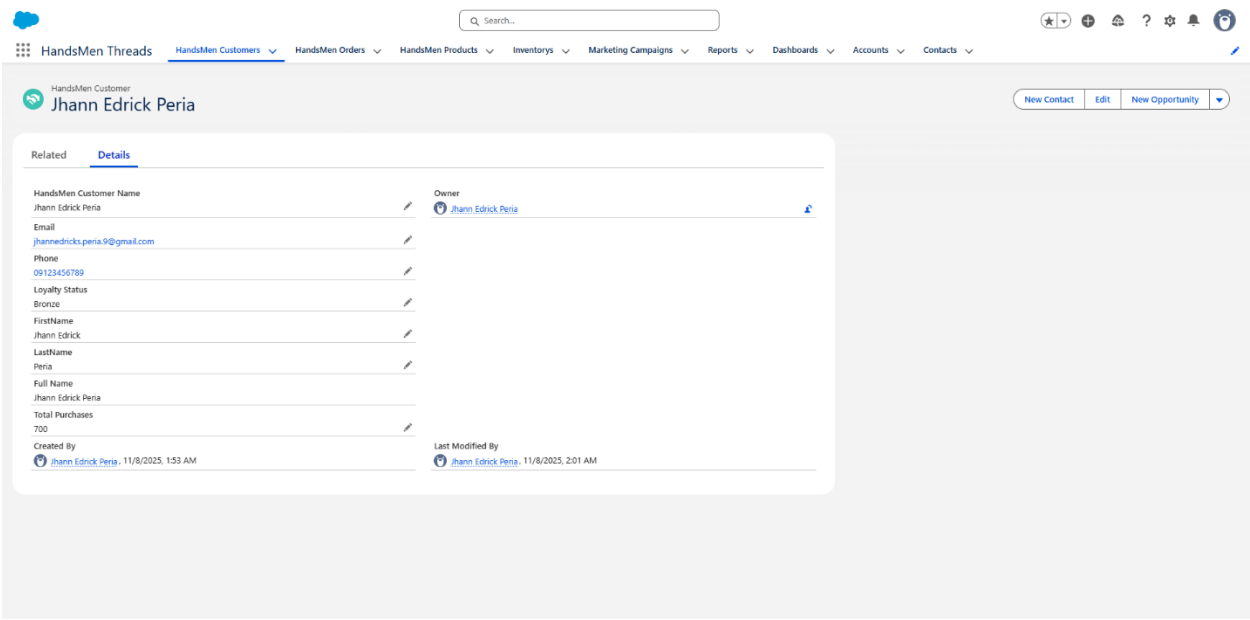 Search...
HandsMen Threads HandsMen Customers HandsMen Orders HandsMen Products Inventorys Marketing Campaigns Reports Dashboards Accounts Contacts
HandsMen Customer
Jhann Edrick Peria
New Contact Edit New Opportunity
Related Details
HandsMen Customer Name
Jhann Edrick Peria
Owner
Jhann Edrick Peria
Email
jhannedricks.peria.9@gmail.com
Phone
09123456789
Loyalty Status
Bronze
FirstName
Jhann Edrick
LastName
Peria
Full Name
Jhann Edrick Peria
Total Purchases
700
Created By
Jhann Edrick Peria, 11/8/2025, 1:53 AM
Last Modified By
Jhann Edrick Peria, 11/8/2025, 2:01 AM